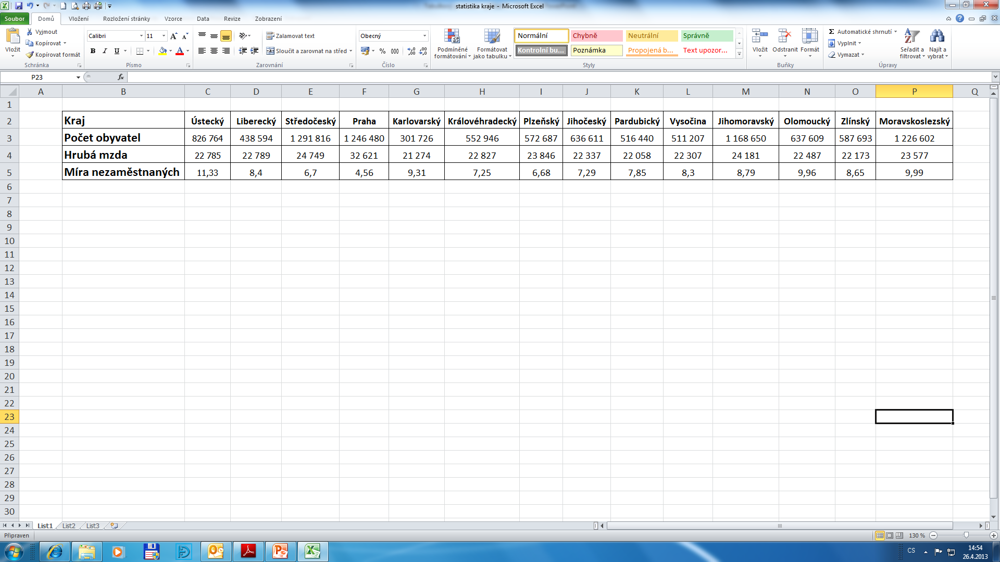 statistika kraje - Microsoft Excel
Soubor Domů Vložení Rozložení stránky Vzorce Data Revize Zobrazení
Vložit
Vyjmout
Kopírovat
Kopírovat formát
Schránka
Calibri 11
B I U
Písmo
Zalamovat text
Sloučit a zarovnat na střed
Zarovnání
Obecný
% 000
Číslo
Podmíněné formátování
Formátovat jako tabulku
Normální Chybně Neutrální Správně
Kontrolní bu... Poznámka Propojená b... Text upozor...
Styly
Vložit Odstranit Formát
Buňky
Σ Automatické shrnutí
Vyplnit
Vymazat
Seřadit a filtrovat
Najít a vybrat
Úpravy
P23 fx
A B C D E F G H I J K L M N O P Q
1
2 Kraj Ústecký Liberecký Středočeský Praha Karlovarský Královéhradecký Plzeňský Jihočeský Pardubický Vysočina Jihomoravský Olomoucký Zlínský Moravskoslezský
3 Počet obyvatel 826 764 438 594 1 291 816 1 246 480 301 726 552 946 572 687 636 611 516 440 511 207 1 168 650 637 609 587 693 1 226 602
4 Hrubá mzda 22 785 22 789 24 749 32 621 21 274 22 827 23 846 22 337 22 058 22 307 24 181 22 487 22 173 23 577
5 Míra nezaměstnaných 11,33 8,4 6,7 4,56 9,31 7,25 6,68 7,29 7,85 8,3 8,79 9,96 8,65 9,99
6
7
8
9
10
11
12
13
14
15
16
17
18
19
20
21
22
23
24
25
26
27
28
29
30
List1 List2 List3
Připraven 130 %
CS 14:54
26.4.2013